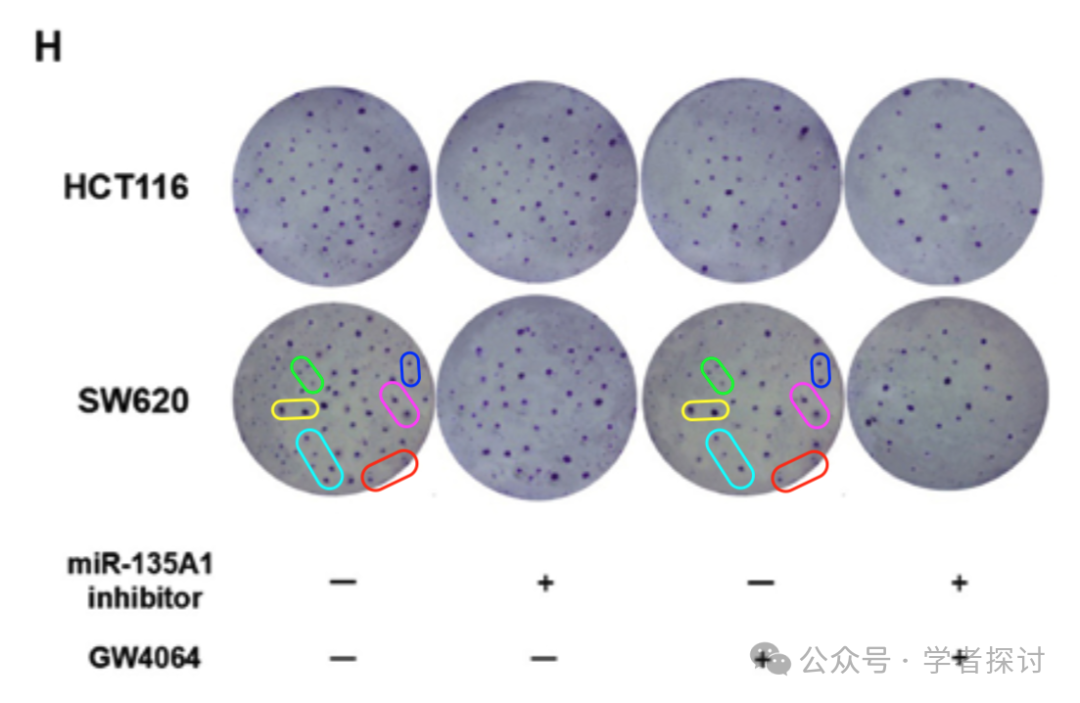 H
HCT116
SW620
miR-135A1
inhibitor
— + — +
GW4064
— — + +
公众号 · 学者探讨